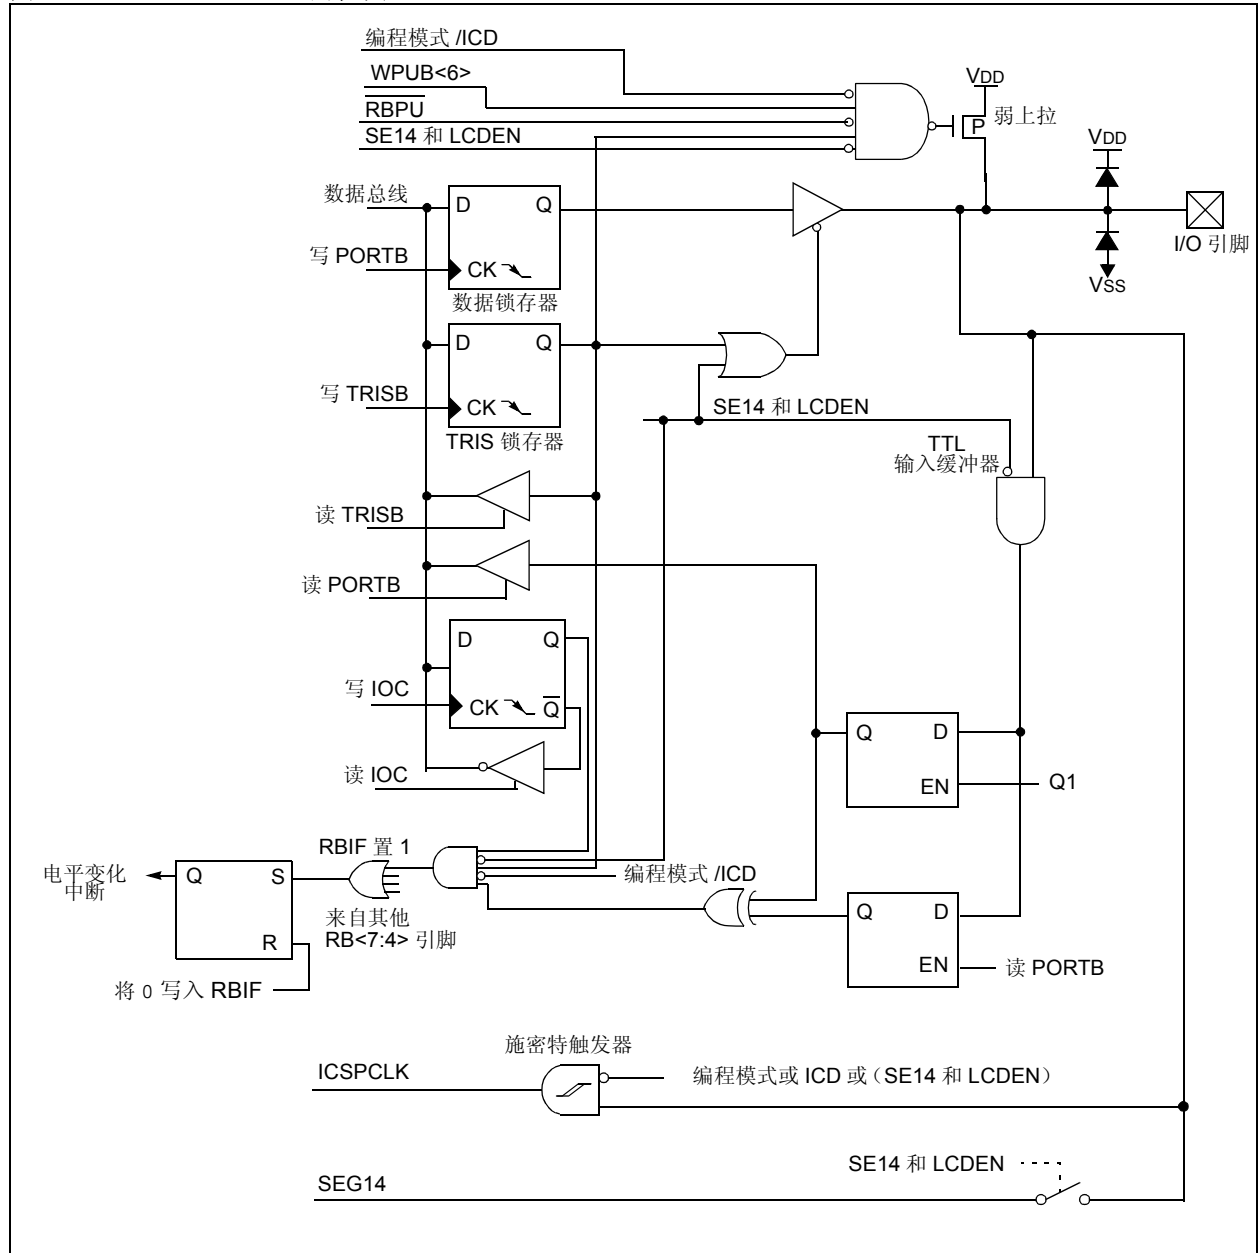 编程模式 /ICD
WPUB<6>
RBPU
SE14 和 LCDEN
VDD
P
弱上拉
VDD
数据总线
D
Q
写 PORTB
CK
数据锁存器
I/O 引脚
VSS
D
Q
写 TRISB
CK
TRIS 锁存器
SE14 和 LCDEN
TTL
输入缓冲器
读 TRISB
读 PORTB
D
Q
写 IOC
CK
Q
读 IOC
Q
D
EN
Q1
RBIF 置 1
电平变化
中断
Q
S
R
编程模式 /ICD
来自其他
RB<7:4> 引脚
将 0 写入 RBIF
Q
D
EN
读 PORTB
施密特触发器
ICSPCLK
编程模式或 ICD 或（SE14 和 LCDEN）
SE14 和 LCDEN
SEG14